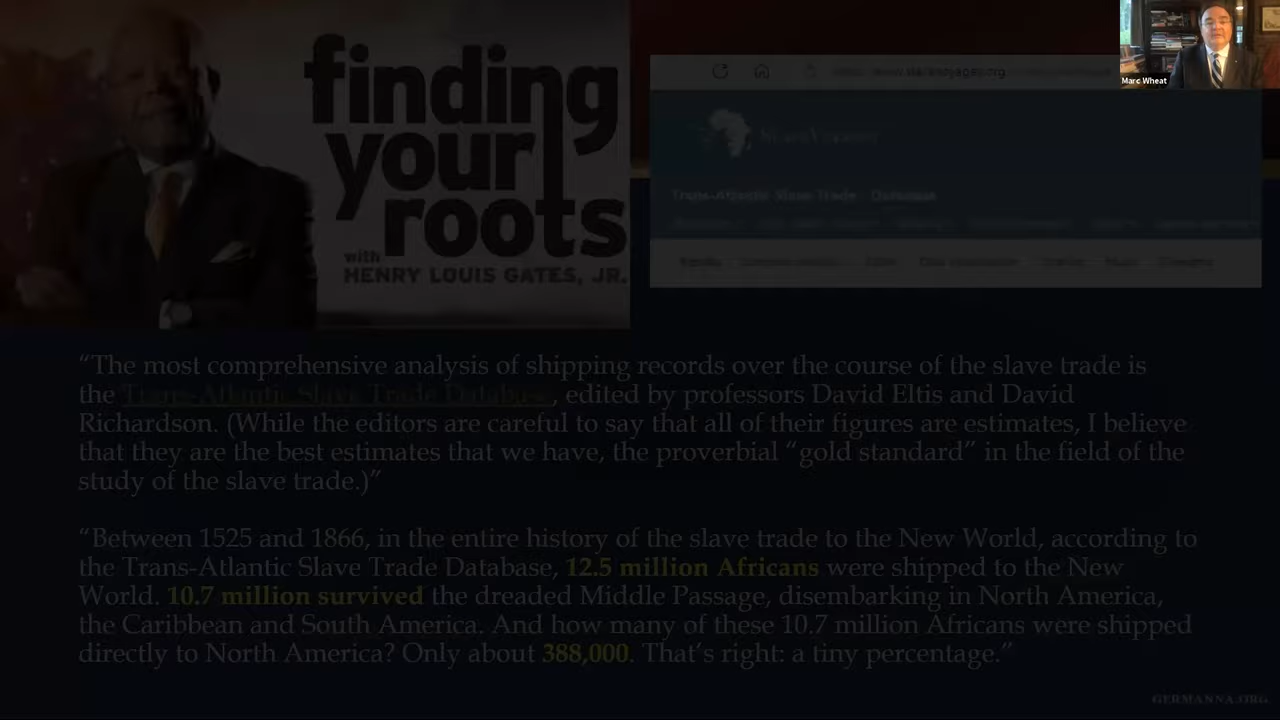 Marc Wheat
finding
your
roots
with
HENRY LOUIS GATES, JR.
Trans-Atlantic Slave Trade - Database
“The most comprehensive analysis of shipping records over the course of the slave trade is
the Trans-Atlantic Slave Trade Database, edited by professors David Eltis and David
Richardson. (While the editors are careful to say that all of their figures are estimates, I believe
that they are the best estimates that we have, the proverbial “gold standard” in the field of the
study of the slave trade.)”
“Between 1525 and 1866, in the entire history of the slave trade to the New World, according to
the Trans-Atlantic Slave Trade Database, 12.5 million Africans were shipped to the New
World. 10.7 million survived the dreaded Middle Passage, disembarking in North America,
the Caribbean and South America. And how many of these 10.7 million Africans were shipped
directly to North America? Only about 388,000. That’s right: a tiny percentage.”
GERMANNA.ORG